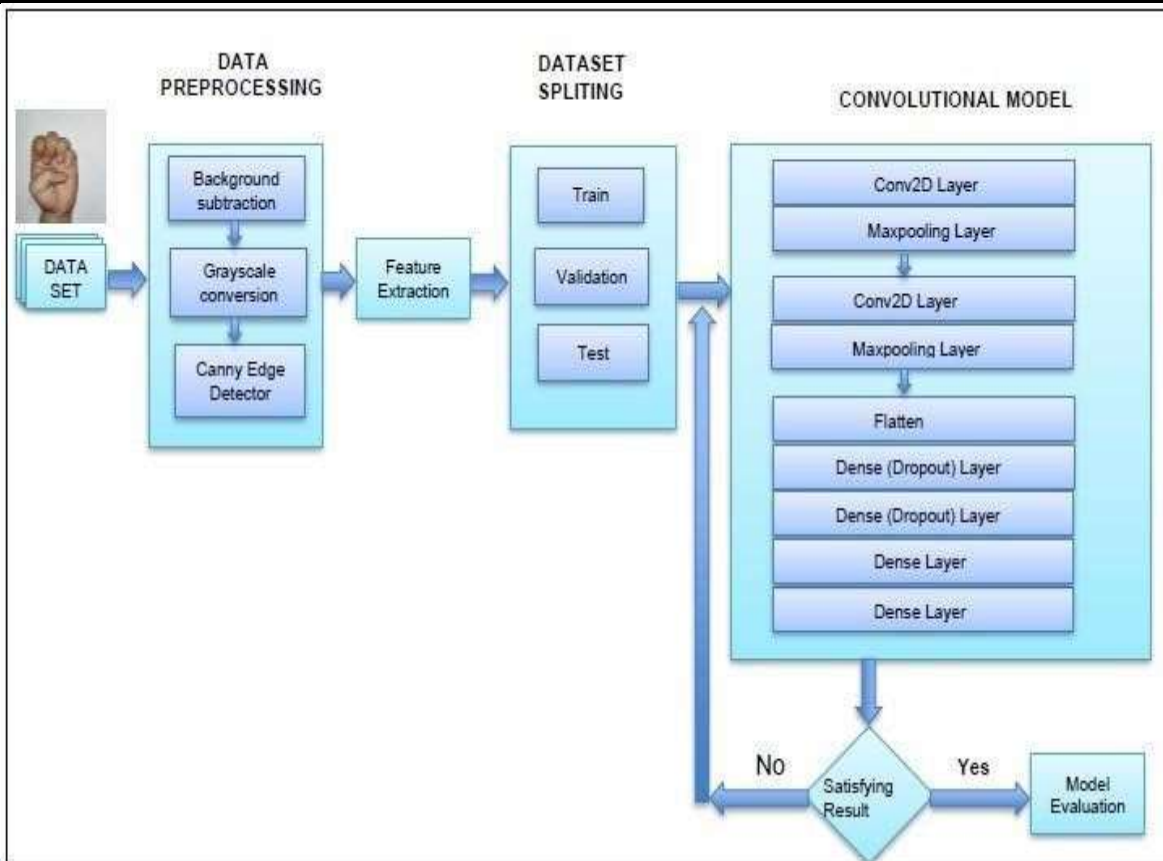 DATA
PREPROCESSING
DATASET
SPLITING
CONVOLUTIONAL MODEL
DATA
SET
Background
subtraction
Grayscale
conversion
Canny Edge
Detector
Feature
Extraction
Train
Validation
Test
Conv2D Layer
Maxpooling Layer
Conv2D Layer
Maxpooling Layer
Flatten
Dense (Dropout) Layer
Dense (Dropout) Layer
Dense Layer
Dense Layer
No
Satisfying
Result
Yes
Model
Evaluation